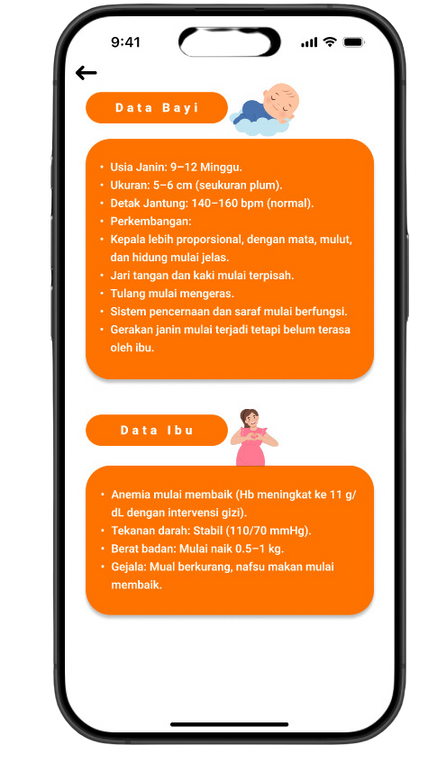 9:41
Data Bayi
• Usia Janin: 9–12 Minggu.
• Ukuran: 5–6 cm (seukuran plum).
• Detak Jantung: 140–160 bpm (normal).
• Perkembangan:
• Kepala lebih proporsional, dengan mata, mulut,
dan hidung mulai jelas.
• Jari tangan dan kaki mulai terpisah.
• Tulang mulai mengeras.
• Sistem pencernaan dan saraf mulai berfungsi.
• Gerakan janin mulai terjadi tetapi belum terasa
oleh ibu.
Data Ibu
• Anemia mulai membaik (Hb meningkat ke 11 g/
dL dengan intervensi gizi).
• Tekanan darah: Stabil (110/70 mmHg).
• Berat badan: Mulai naik 0.5–1 kg.
• Gejala: Mual berkurang, nafsu makan mulai
membaik.